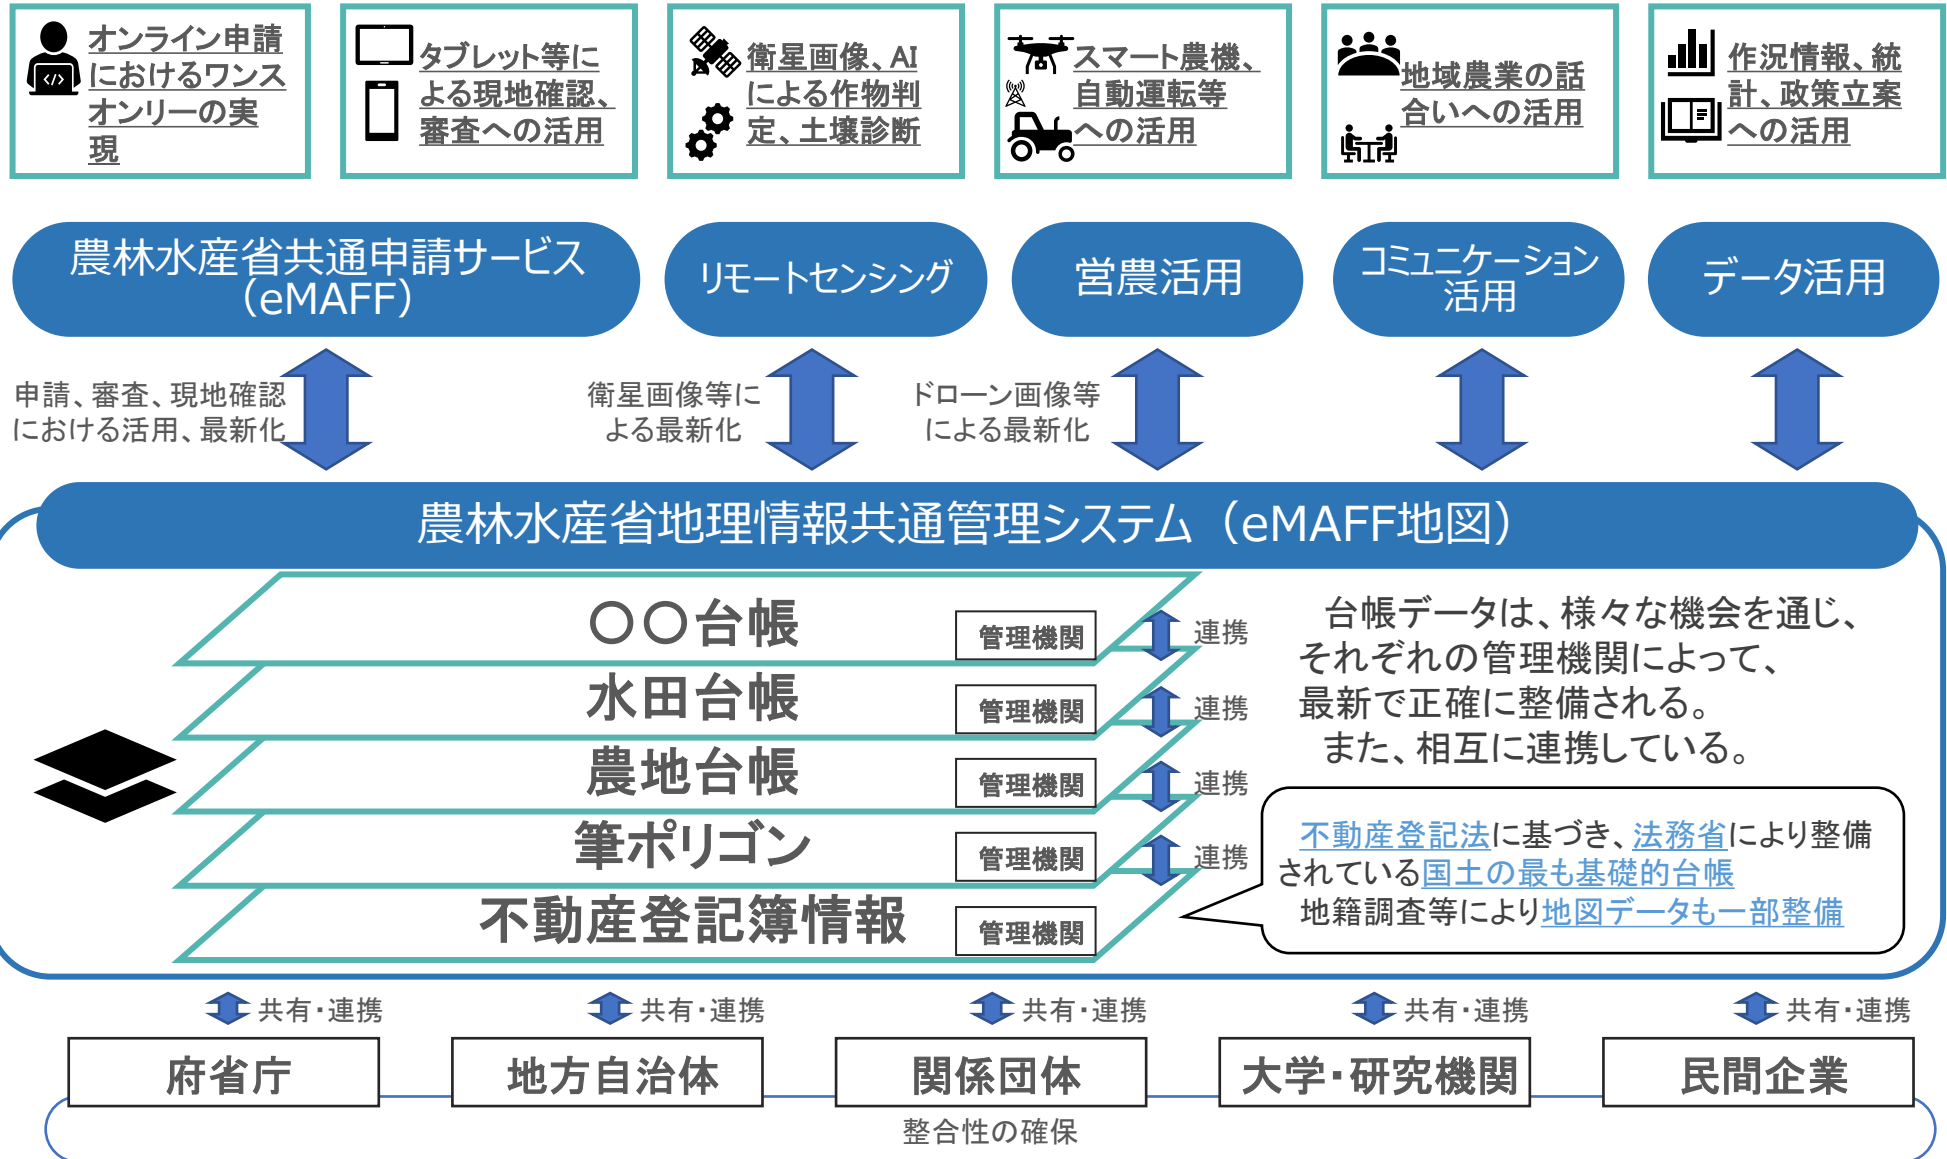 オンライン申請
におけるワンス
オンリーの実
現
タブレット等に
よる現地確認、
審査への活用
衛星画像、AI
による作物判
定、土壌診断
スマート農機、
自動運転等
への活用
地域農業の話
合いへの活用
作況情報、統
計、政策立案
への活用
農林水産省共通申請サービス
（eMAFF）
リモートセンシング
営農活用
コミュニケーション
活用
データ活用
申請、審査、現地確認
における活用、最新化
衛星画像等に
よる最新化
ドローン画像等
による最新化
農林水産省地理情報共通管理システム（eMAFF地図）
〇〇台帳
管理機関
連携
水田台帳
管理機関
連携
農地台帳
管理機関
連携
筆ポリゴン
管理機関
連携
不動産登記簿情報
管理機関
台帳データは、様々な機会を通じ、
それぞれの管理機関によって、
最新で正確に整備される。
また、相互に連携している。
不動産登記法に基づき、法務省により整備
されている国土の最も基礎的台帳
地籍調査等により地図データも一部整備
共有・連携
共有・連携
共有・連携
共有・連携
共有・連携
府省庁
地方自治体
関係団体
大学・研究機関
民間企業
整合性の確保